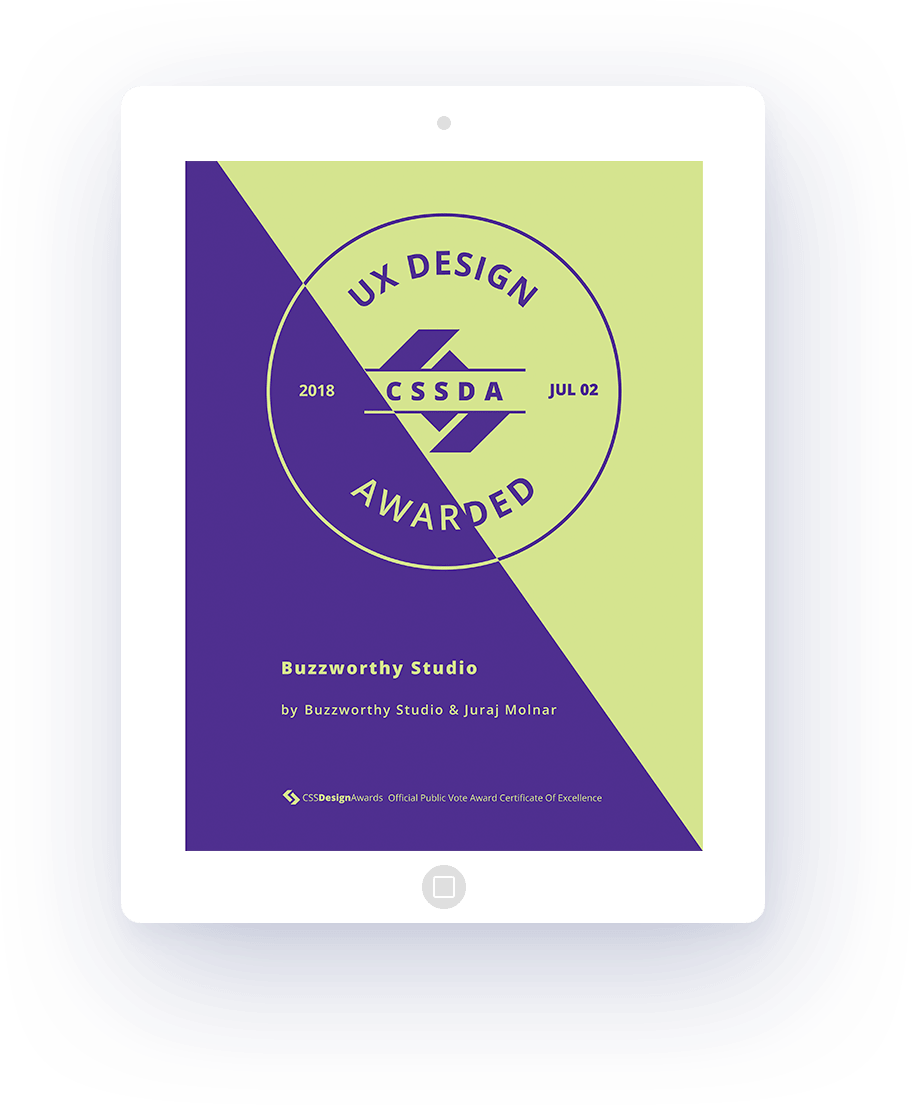 UX DESIGN
2018
CSSDA
JUL 02
AWARDED
Buzzworthy Studio
by Buzzworthy Studio & Juraj Molnar
CSSDesignAwards Official Public Vote Award Certificate Of Excellence